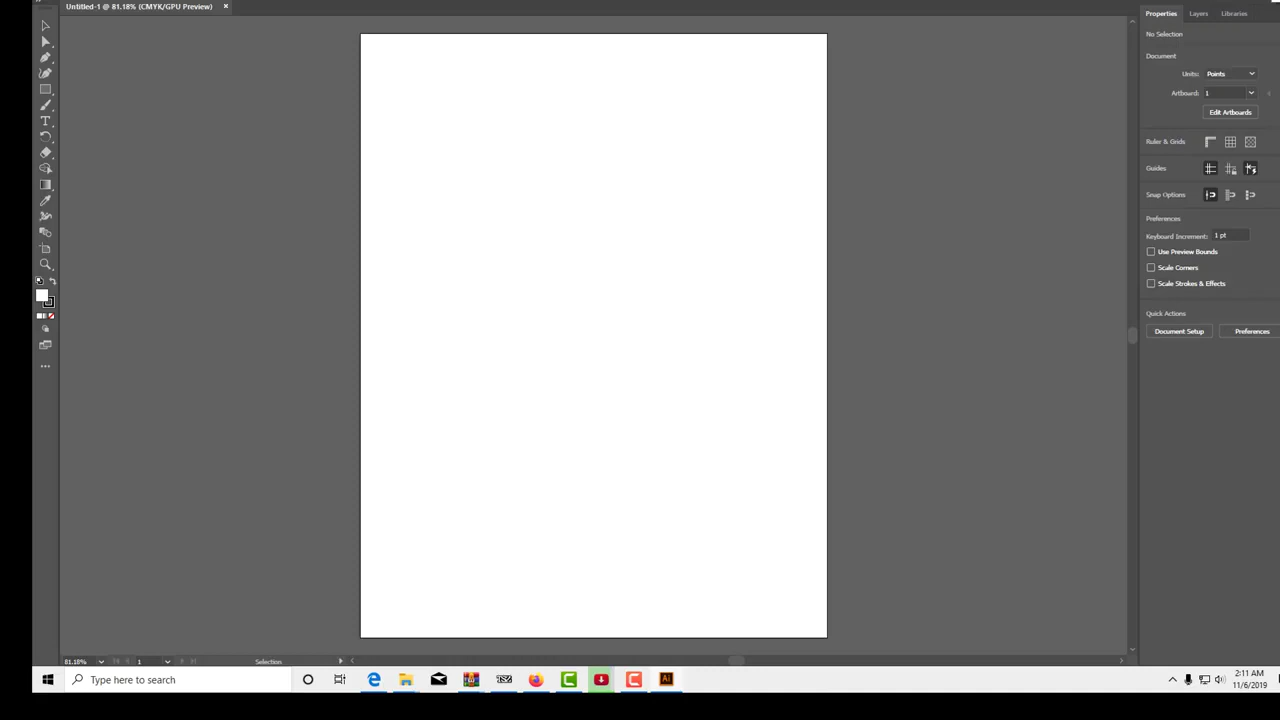 Untitled-1 @ 81.18% (CMYK/GPU Preview) ×
Properties Layers Libraries
No Selection
Document
Units: Points
Artboard: 1
Edit Artboards
Ruler & Grids
Guides
Snap Options
Preferences
Keyboard Increment: 1 pt
Use Preview Bounds
Scale Corners
Scale Strokes & Effects
Quick Actions
Document Setup Preferences
T
81.18% 1 Selection
Type here to search
Ai
2:11 AM
11/6/2019